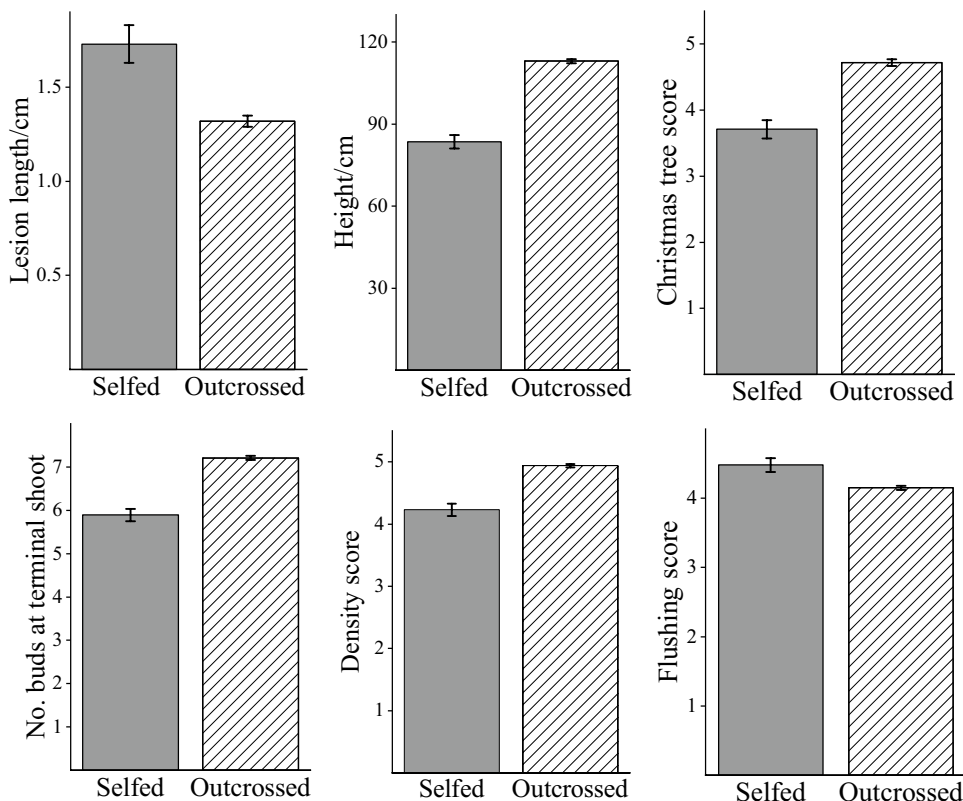 Lesion length/cm
1.5
1.0
0.5
Selfed Outcrossed
Height/cm
120
90
60
30
Selfed Outcrossed
Christmas tree score
5
4
3
2
1
Selfed Outcrossed
No. buds at terminal shoot
7
6
5
4
3
2
1
Selfed Outcrossed
Density score
5
4
3
2
1
Selfed Outcrossed
Flushing score
4
4
2
1
Selfed Outcrossed